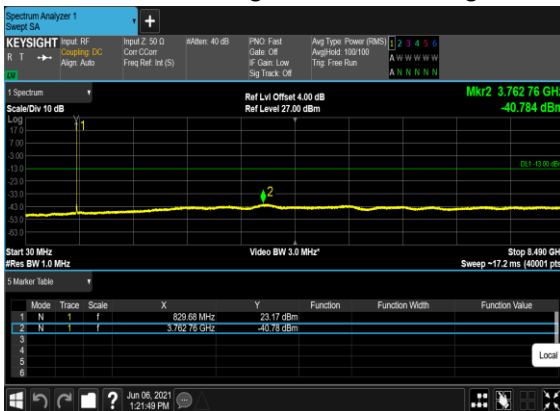 Spectrum Analyzer 1
Swept SA
KEYSIGHT Input: RF Input Z: 50 Ω #Atten: 40 dB PNO: Fast Avg Type: Power (RMS) 1 2 3 4 5 6
R T Coupling: DC Corr CCorr Gate: Off Avg|Hold: 100/100 A W W W W W
Align: Auto Freq Ref: Int (S) IF Gain: Low Trig: Free Run
Sig Track: Off A N N N N N
LV
1 Spectrum
Scale/Div 10 dB Ref Lvl Offset 4.00 dB Mkr2 3.762 76 GHz
Ref Level 27.00 dBm -40.784 dBm
Log
17.0 1
7.00
-3.00
-13.0 DL1 -13.00 dBm
-23.0
-33.0
-43.0 2
-53.0
-63.0
Start 30 MHz Video BW 3.0 MHz* Stop 8.490 GHz
#Res BW 1.0 MHz Sweep ~17.2 ms (40001 pts)
5 Marker Table
Mode Trace Scale X Y Function Function Width Function Value
1 N 1 f 829.68 MHz 23.17 dBm
2 N 1 f 3.762 76 GHz -40.78 dBm
3
4
5
6
Local
? Jun 06, 2021
1:21:49 PM